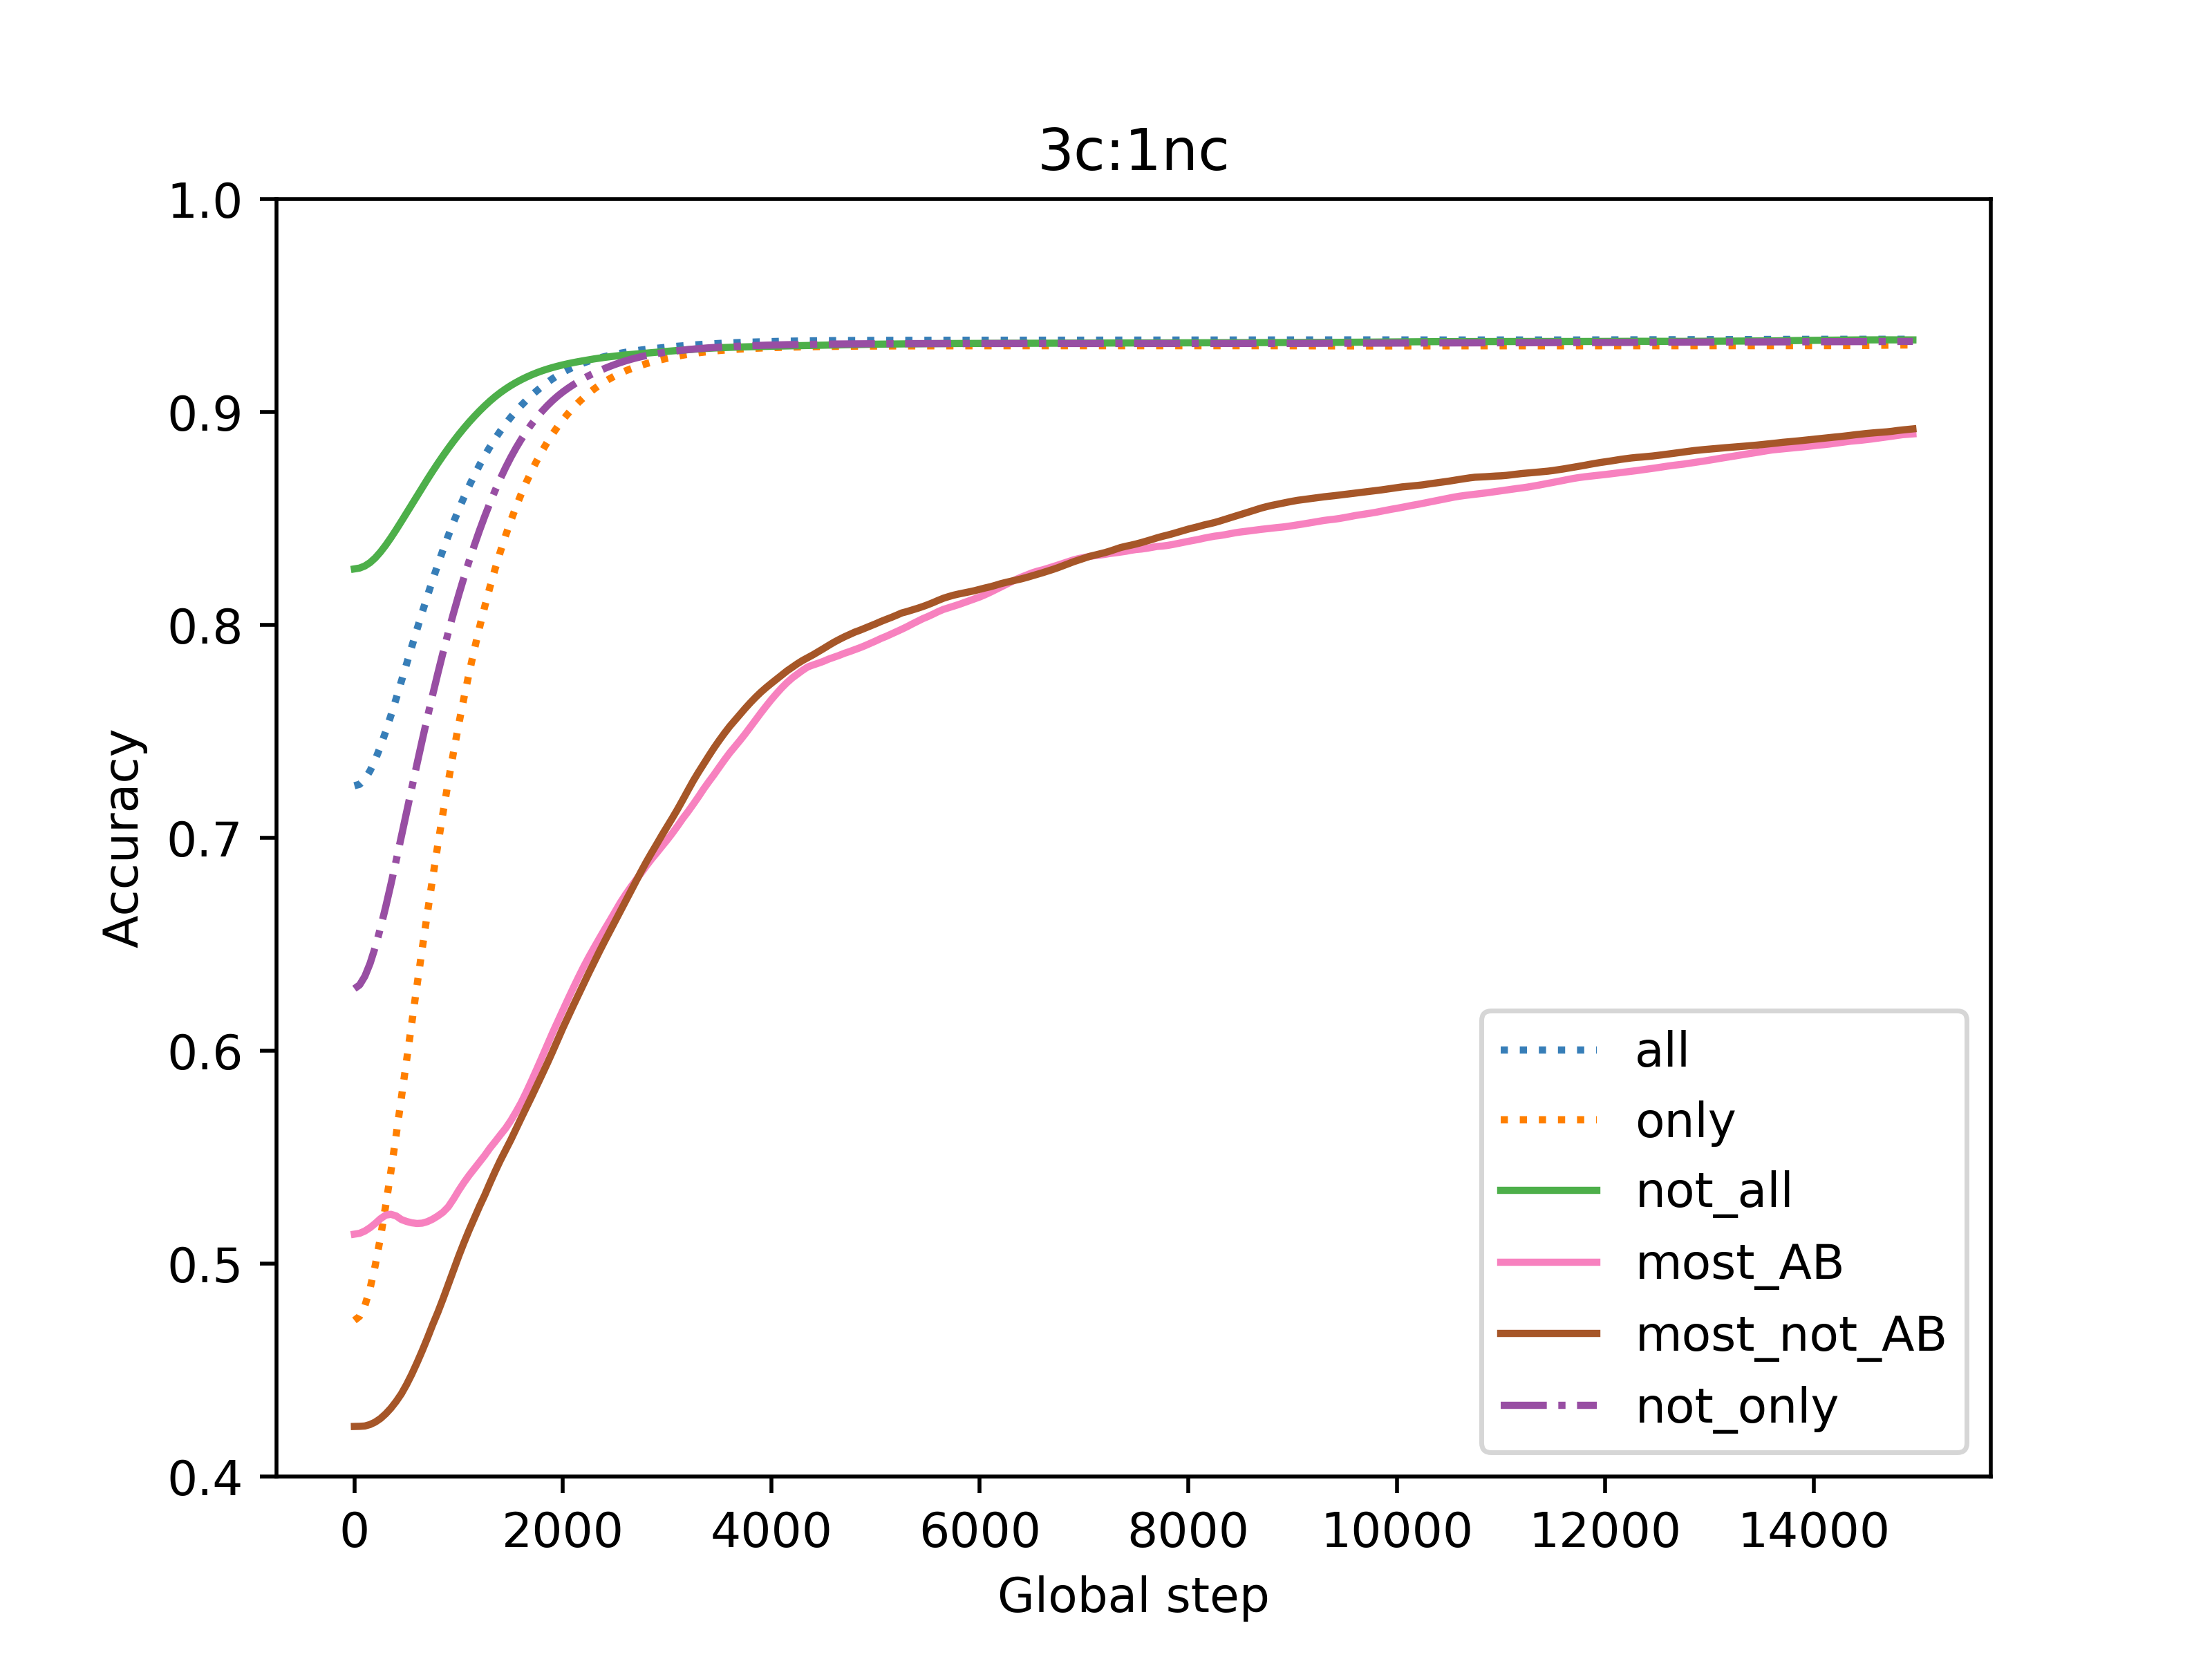 3c:1nc
1.0
0.9
0.8
0.7
0.6
0.5
0.4
Accuracy
0 2000 4000 6000 8000 10000 12000 14000
Global step
all
only
not_all
most_AB
most_not_AB
not_only